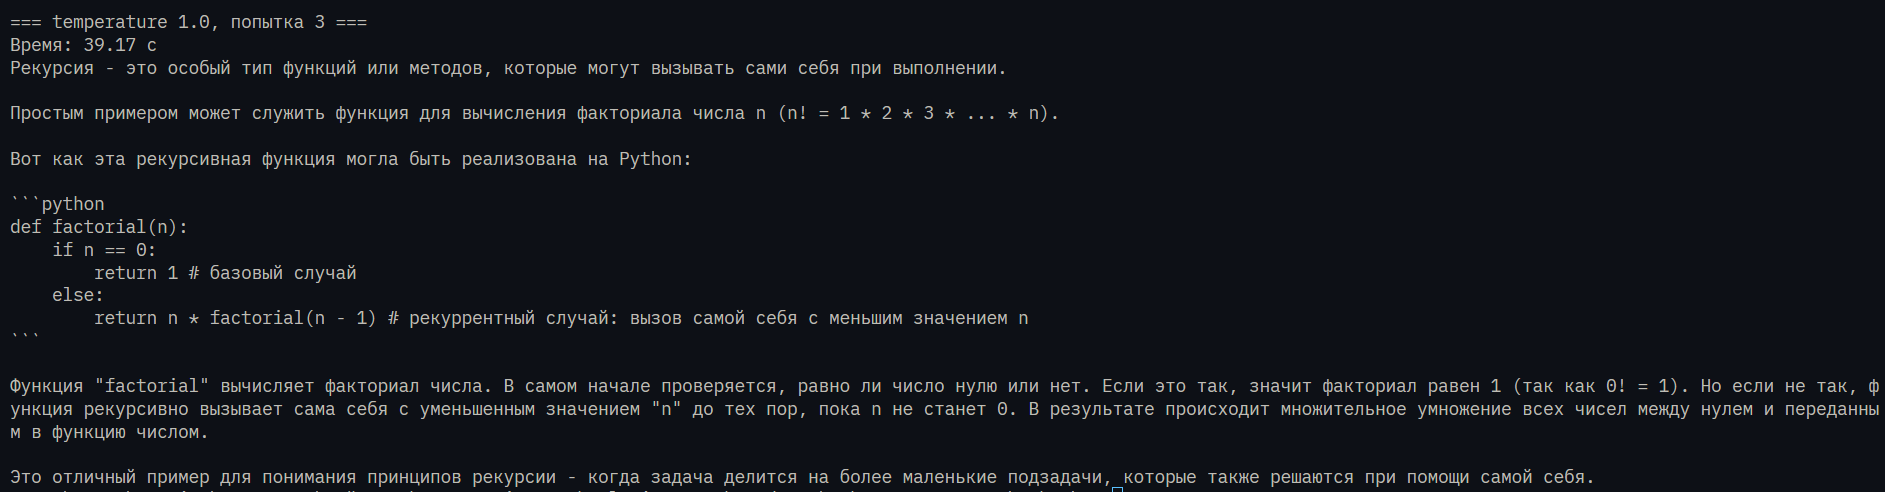 === temperature 1.0, попытка 3 ===
Время: 39.17 с
Рекурсия - это особый тип функций или методов, которые могут вызывать сами себя при выполнении.
Простым примером может служить функция для вычисления факториала числа n (n! = 1 * 2 * 3 * ... * n).
Вот как эта рекурсивная функция могла быть реализована на Python:
```python
def factorial(n):
    if n == 0:
        return 1 # базовый случай
    else:
        return n * factorial(n - 1) # рекуррентный случай: вызов самой себя с меньшим значением n
```
Функция "factorial" вычисляет факториал числа. В самом начале проверяется, равно ли число нулю или нет. Если это так, значит факториал равен 1 (так как 0! = 1). Но если не так, ф
ункция рекурсивно вызывает сама себя с уменьшенным значением "n" до тех пор, пока n не станет 0. В результате происходит множительное умножение всех чисел между нулем и переданны
м в функцию числом.
Это отличный пример для понимания принципов рекурсии - когда задача делится на более маленькие подзадачи, которые также решаются при помощи самой себя.